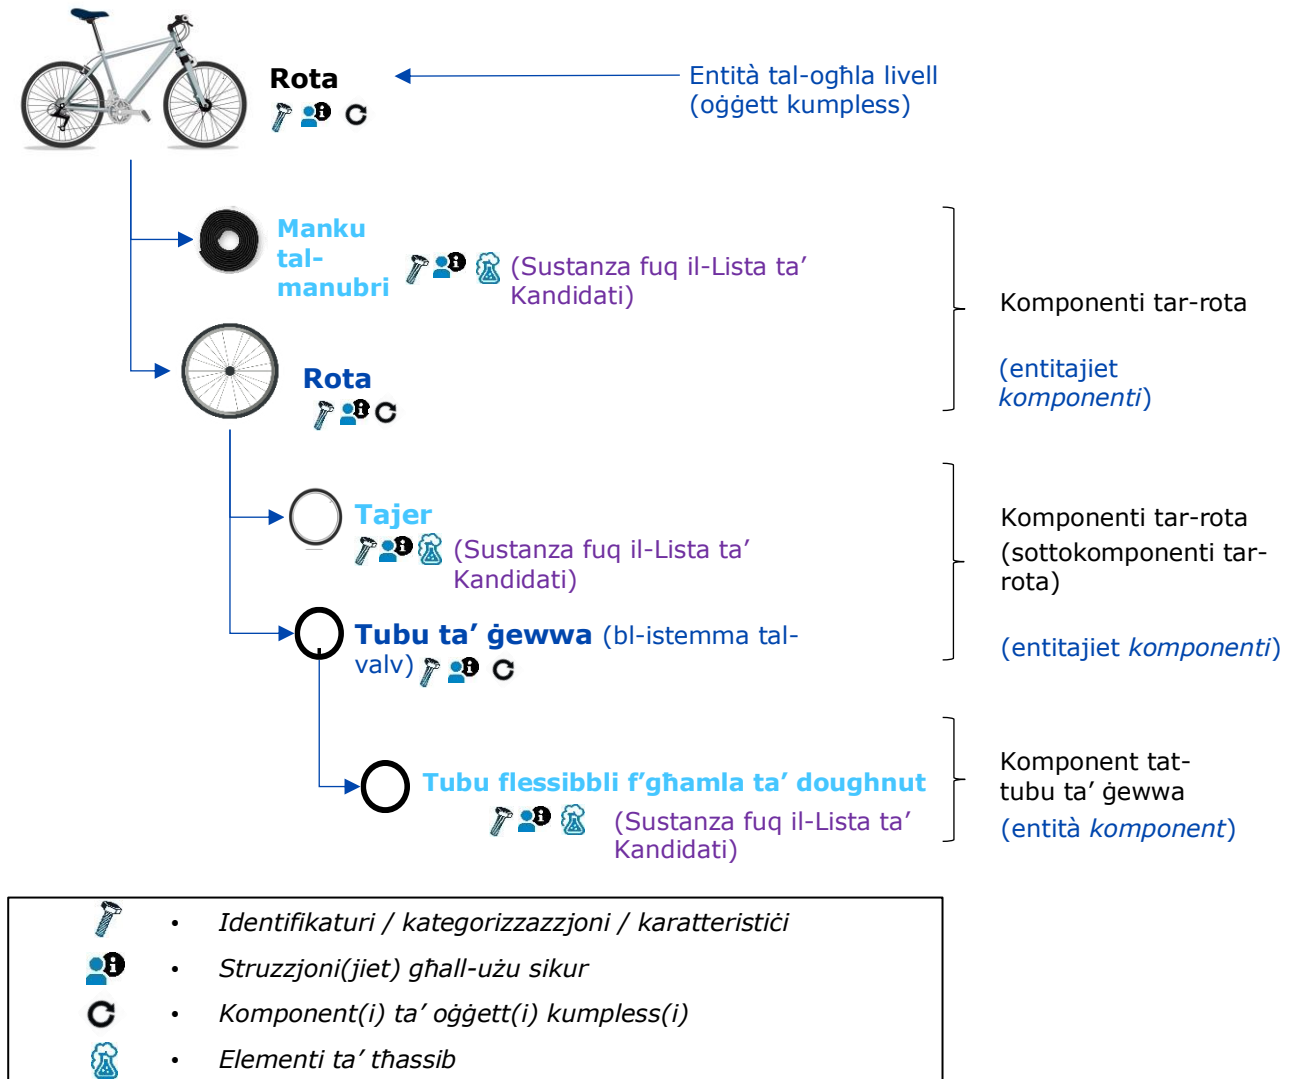 Rota
Entità tal-ogħla livell
(oġġett kumpless)
Manku
tal-
manubri
(Sustanza fuq il-Lista ta’
Kandidati)
Komponenti tar-rota
(entitajiet
komponenti)
Rota
Tajer
(Sustanza fuq il-Lista ta’
Kandidati)
Komponenti tar-rota
(sottokomponenti tar-
rota)
(entitajiet komponenti)
Tubu ta’ ġewwa (bl-istemma tal-
valv)
Tubu flessibbli f’għamla ta’ doughnut
(Sustanza fuq il-Lista ta’
Kandidati)
Komponent tat-
tubu ta’ ġewwa
(entità komponent)
• Identifikaturi / kategorizzazzjoni / karatteristiċi
• Struzzjoni(jiet) għall-użu sikur
• Komponent(i) ta’ oġġett(i) kumpless(i)
• Elementi ta’ tħassib